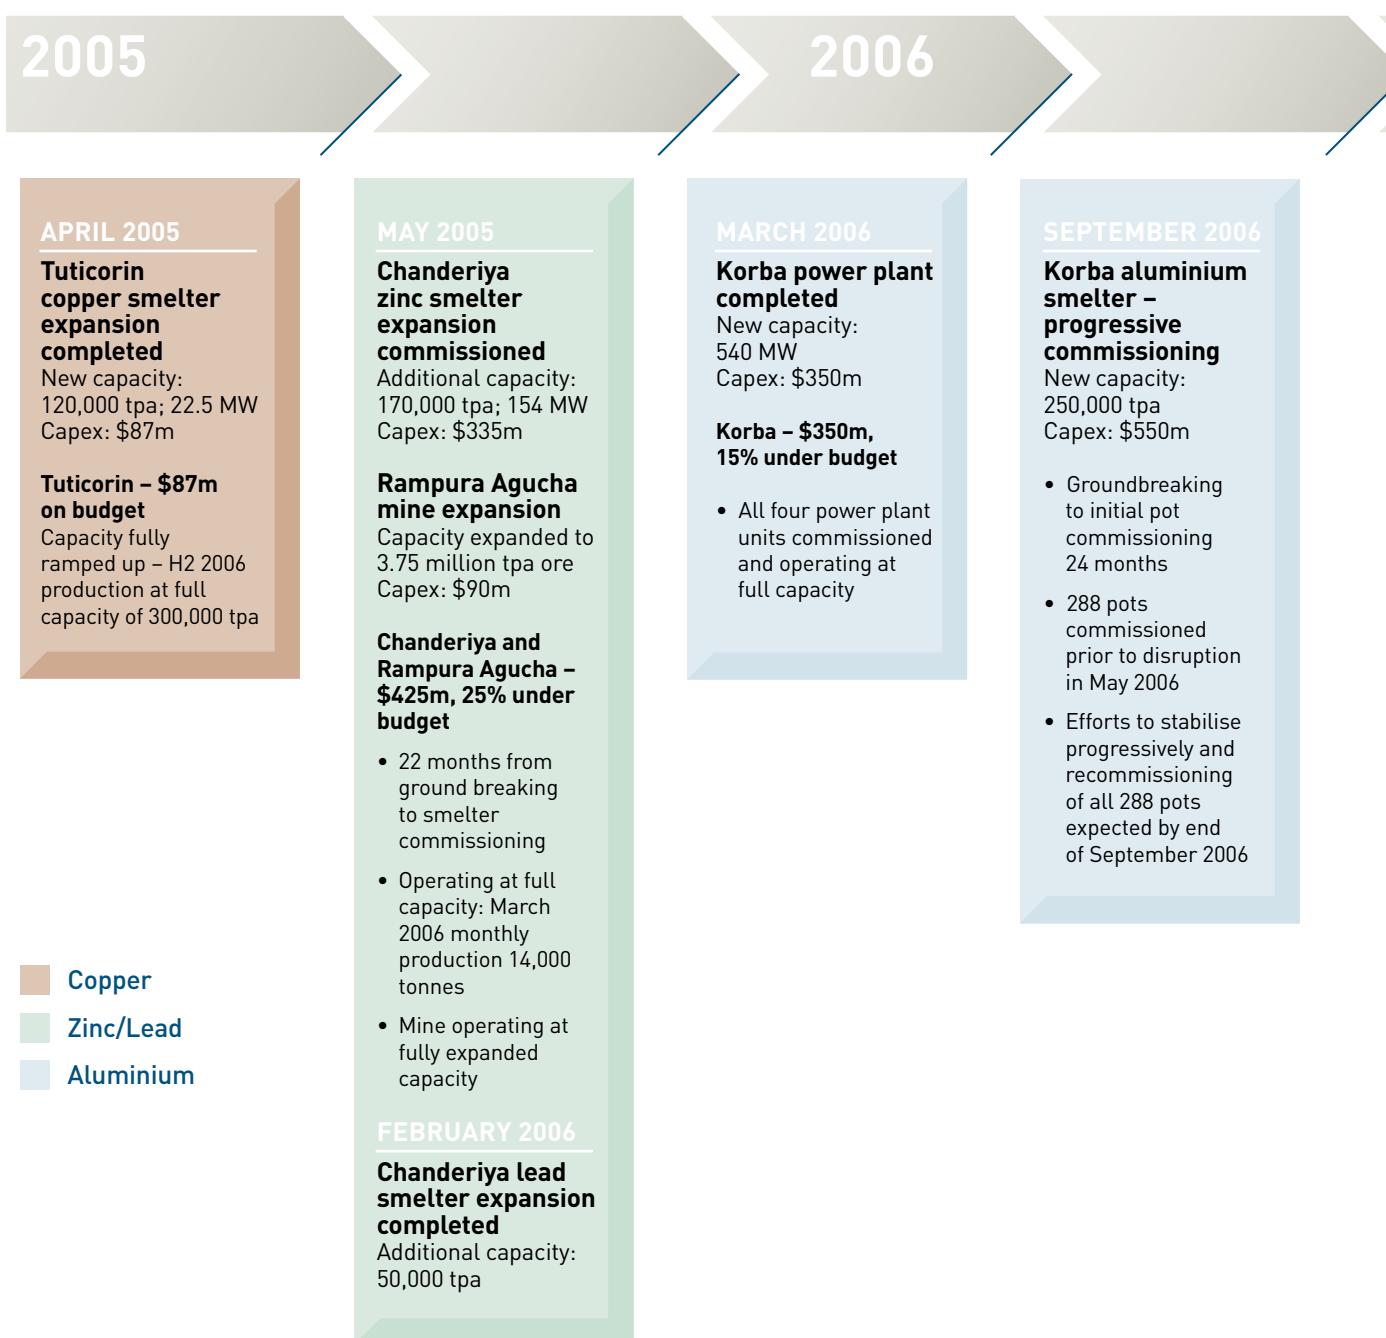 2005
2006
APRIL 2005
Tuticorin
copper smelter
expansion
completed
New capacity:
120,000 tpa; 22.5 MW
Capex: $87m
Tuticorin – $87m
on budget
Capacity fully
ramped up – H2 2006
production at full
capacity of 300,000 tpa
MAY 2005
Chanderiya
zinc smelter
expansion
commissioned
Additional capacity:
170,000 tpa; 154 MW
Capex: $335m
Rampura Agucha
mine expansion
Capacity expanded to
3.75 million tpa ore
Capex: $90m
Chanderiya and
Rampura Agucha –
$425m, 25% under
budget
• 22 months from
ground breaking
to smelter
commissioning
• Operating at full
capacity: March
2006 monthly
production 14,000
tonnes
• Mine operating at
fully expanded
capacity
FEBRUARY 2006
Chanderiya lead
smelter expansion
completed
Additional capacity:
50,000 tpa
MARCH 2006
Korba power plant
completed
New capacity:
540 MW
Capex: $350m
Korba – $350m,
15% under budget
• All four power plant
units commissioned
and operating at
full capacity
SEPTEMBER 2006
Korba aluminium
smelter –
progressive
commissioning
New capacity:
250,000 tpa
Capex: $550m
• Groundbreaking
to initial pot
commissioning
24 months
• 288 pots
commissioned
prior to disruption
in May 2006
• Efforts to stabilise
progressively and
recommissioning
of all 288 pots
expected by end
of September 2006
Copper
Zinc/Lead
Aluminium